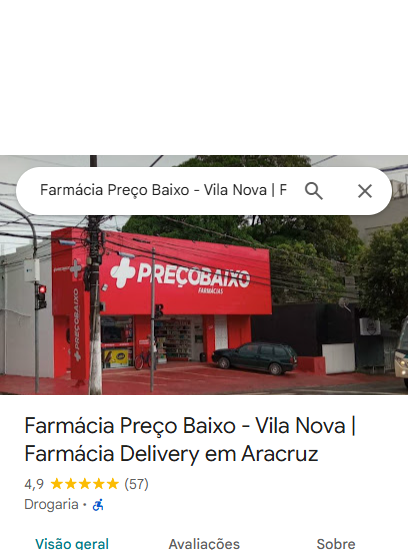 Farmácia Preço Baixo - Vila Nova | F
PREÇOBAIXO
FARMÁCIAS
PREÇOBAIXO
Farmácia Preço Baixo - Vila Nova |
Farmácia Delivery em Aracruz
4,9 (57)
Drogaria ·
Visão geral Avaliações Sobre